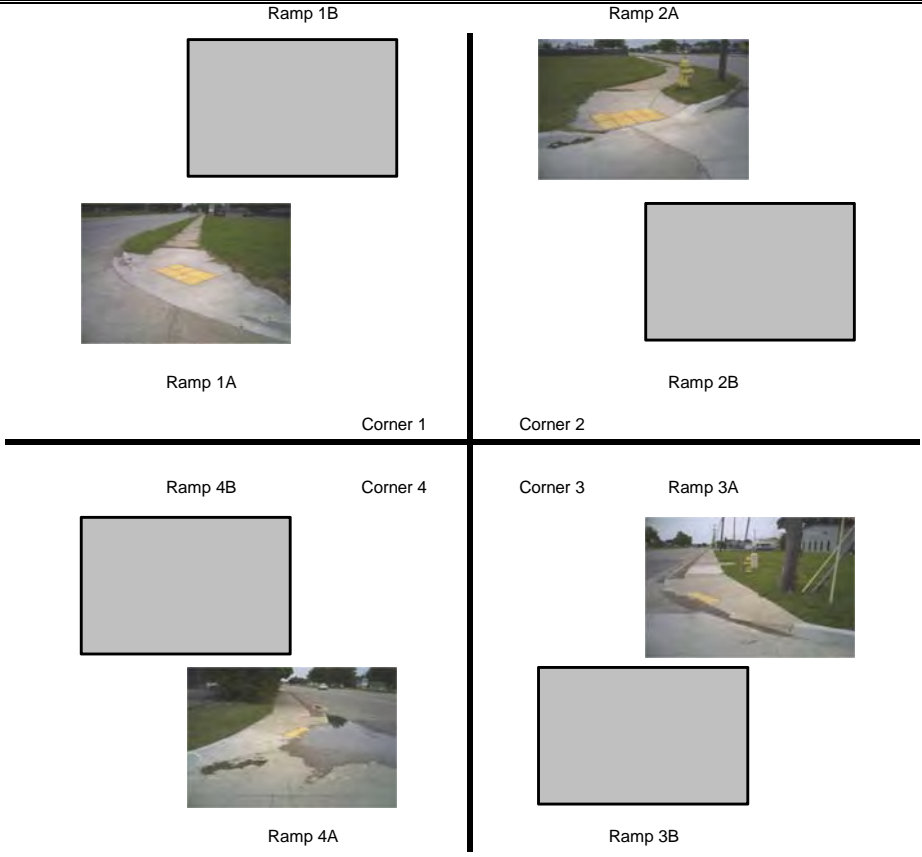 Ramp 1B
Ramp 2A
Ramp 1A
Ramp 2B
Corner 1
Corner 2
Ramp 4B
Corner 4
Corner 3
Ramp 3A
Ramp 4A
Ramp 3B